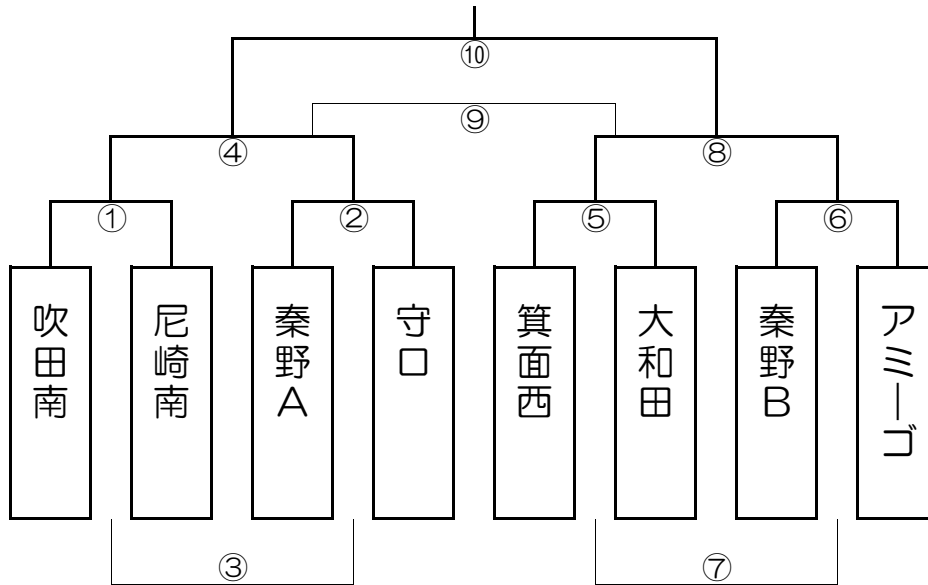 ⑩
⑨
④
⑧
①
②
⑤
⑥
吹田南
尼崎南
秦野A
守口
箕面西
大和田
秦野B
アミーゴ
③
⑦